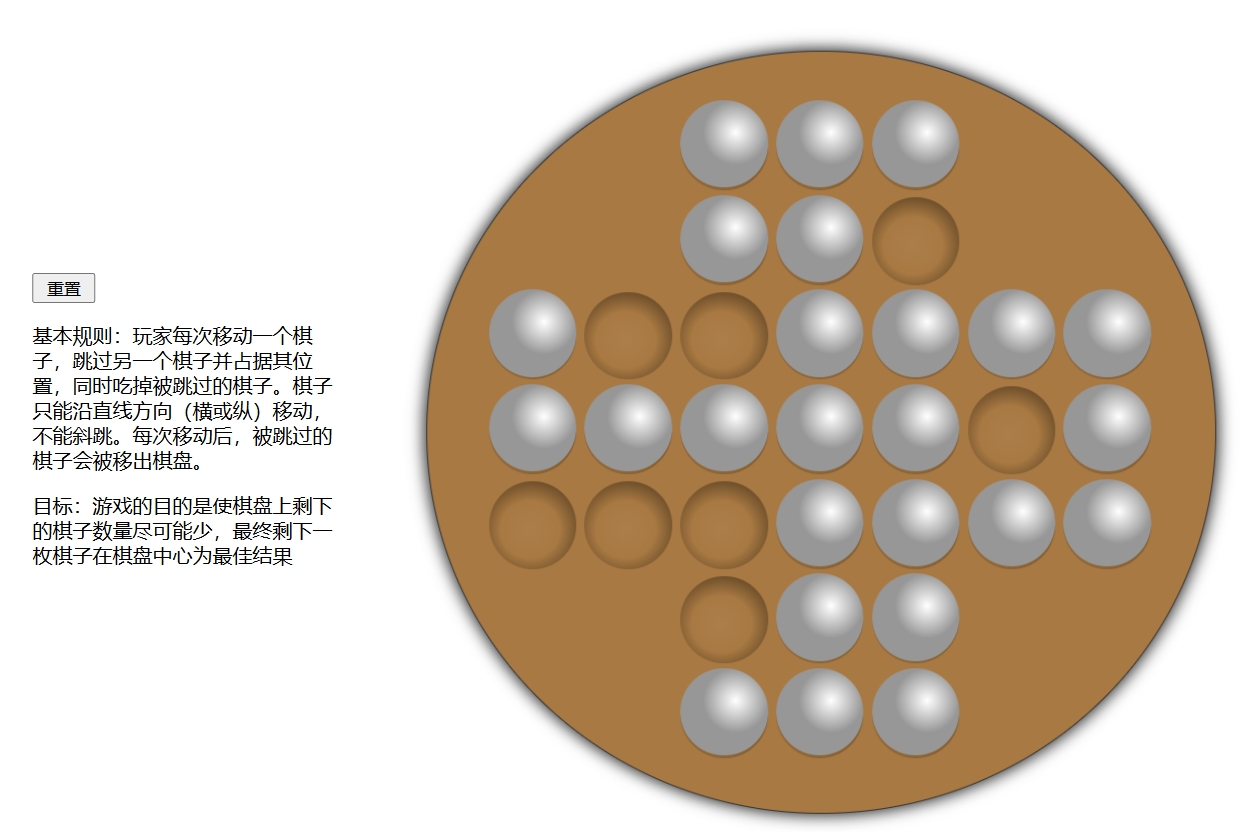 重置
基本规则：玩家每次移动一个棋
子，跳过另一个棋子并占据其位
置，同时吃掉被跳过的棋子。棋子
只能沿直线方向（横或纵）移动，
不能斜跳。每次移动后，被跳过的
棋子会被移出棋盘。
目标：游戏的目的是使棋盘上剩下
的棋子数量尽可能少，最终剩下一
枚棋子在棋盘中心为最佳结果